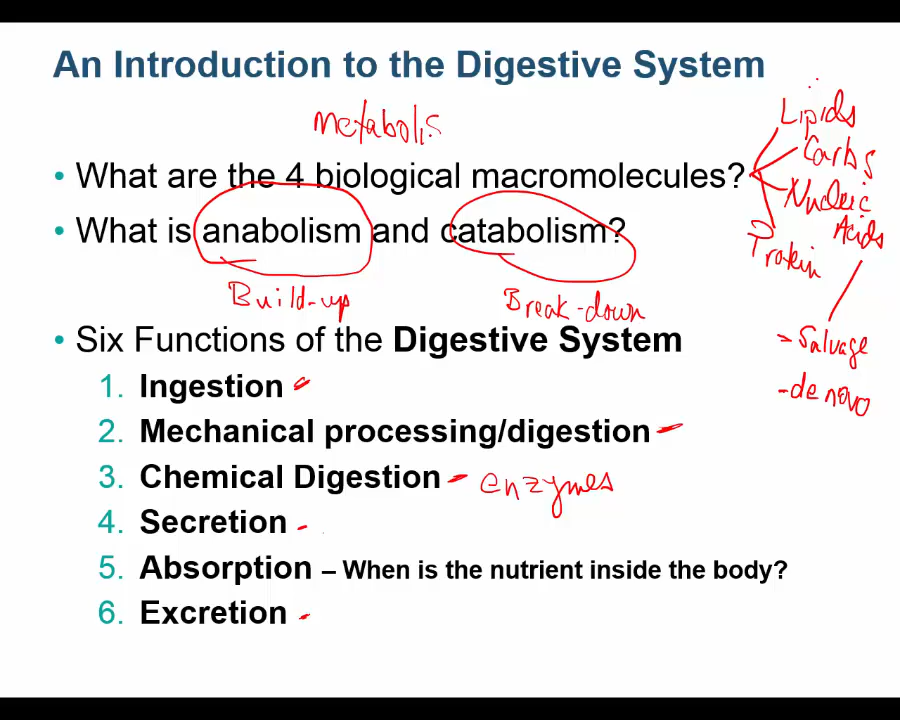 An Introduction to the Digestive System
Metabolis
• What are the 4 biological macromolecules?
Lipids
Carbs
Nucleic
Acids
Protein
• What is anabolism and catabolism?
Build-up
Break-down
- Salvage
- de novo
• Six Functions of the Digestive System
1. Ingestion
2. Mechanical processing/digestion
3. Chemical Digestion - enzymes
4. Secretion -
5. Absorption – When is the nutrient inside the body?
6. Excretion -